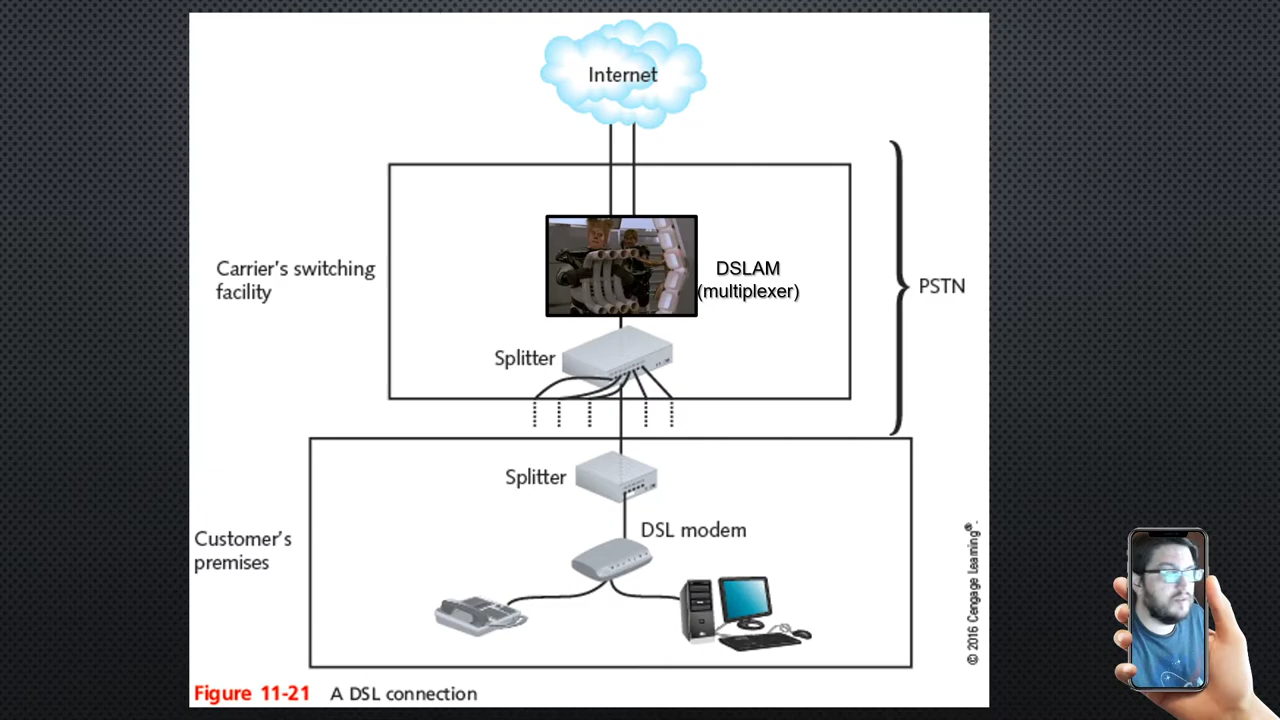 Internet
Carrier's switching
facility
DSLAM
(multiplexer)
PSTN
Splitter
Splitter
DSL modem
Customer's
premises
© 2016 Cengage Learning®.
Figure 11-21 A DSL connection